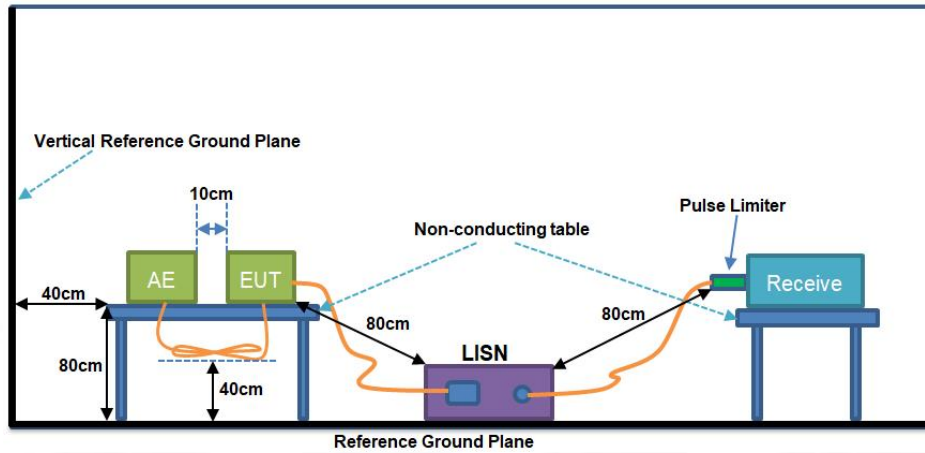 Vertical Reference Ground Plane
10cm
Pulse Limiter
Non-conducting table
AE
EUT
Receive
40cm
80cm
80cm
LISN
80cm
40cm
Reference Ground Plane